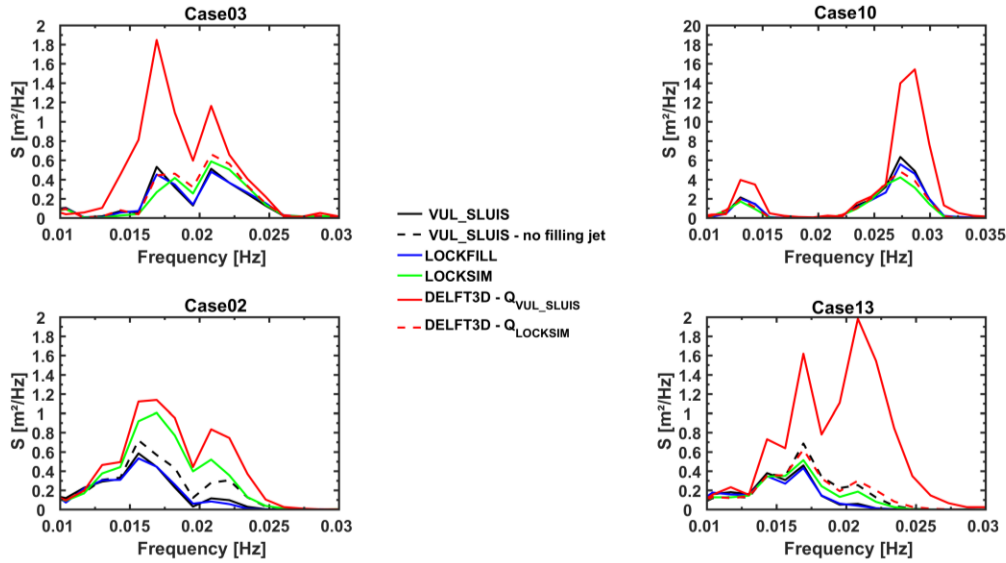 Case03
2
1.8
1.6
1.4
1.2
1
0.8
0.6
0.4
0.2
0
S [m²/Hz]
0.01 0.015 0.02 0.025 0.03
Frequency [Hz]
Case10
20
18
16
14
12
10
8
6
4
2
0
S [m²/Hz]
0.01 0.015 0.02 0.025 0.03 0.035
Frequency [Hz]
VUL_SLUIS
VUL_SLUIS - no filling jet
LOCKFILL
LOCKSIM
DELFT3D - Q_VUL_SLUIS
DELFT3D - Q_LOCKSIM
Case02
2
1.8
1.6
1.4
1.2
1
0.8
0.6
0.4
0.2
0
S [m²/Hz]
0.01 0.015 0.02 0.025 0.03
Frequency [Hz]
Case13
2
1.8
1.6
1.4
1.2
1
0.8
0.6
0.4
0.2
0
S [m²/Hz]
0.01 0.015 0.02 0.025 0.03
Frequency [Hz]